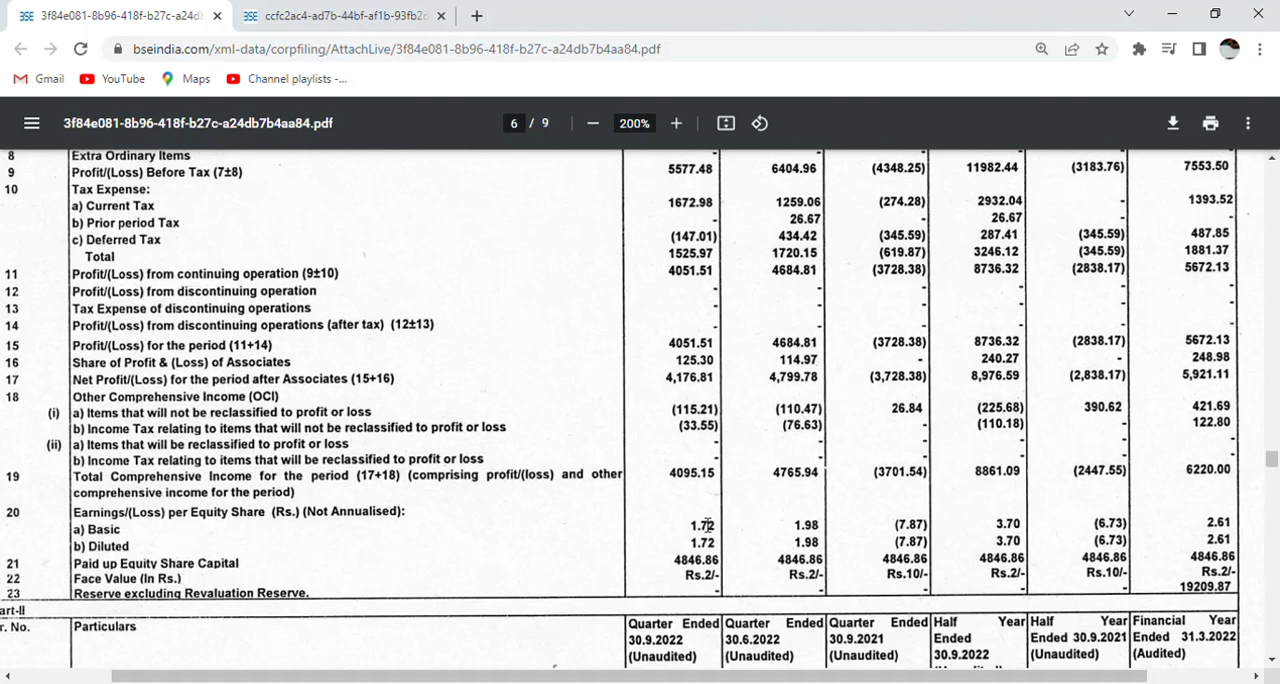 3f84e081-8b96-418f-b27c-a24db
ccfc2ac4-ad7b-44bf-af1b-93fb2
bseindia.com/xml-data/corpfiling/AttachLive/3f84e081-8b96-418f-b27c-a24db7b4aa84.pdf
Gmail YouTube Maps Channel playlists -...
3f84e081-8b96-418f-b27c-a24db7b4aa84.pdf 6 / 9 200%
8 Extra Ordinary Items - - - - - -
9 Profit/(Loss) Before Tax (7±8) 5577.48 6404.96 (4348.25) 11982.44 (3183.76) 7553.50
10 Tax Expense:
a) Current Tax 1672.98 1259.06 (274.28) 2932.04 - 1393.52
b) Prior period Tax - 26.67 - 26.67 - -
c) Deferred Tax (147.01) 434.42 (345.59) 287.41 (345.59) 487.85
Total 1525.97 1720.15 (619.87) 3246.12 (345.59) 1881.37
11 Profit/(Loss) from continuing operation (9±10) 4051.51 4684.81 (3728.38) 8736.32 (2838.17) 5672.13
12 Profit/(Loss) from discontinuing operation - - - - - -
13 Tax Expense of discontinuing operations - - - - - -
14 Profit/(Loss) from discontinuing operations (after tax) (12±13) - - - - - -
15 Profit/(Loss) for the period (11+14) 4051.51 4684.81 (3728.38) 8736.32 (2838.17) 5672.13
16 Share of Profit & (Loss) of Associates 125.30 114.97 - 240.27 - 248.98
17 Net Profit/(Loss) for the period after Associates (15+16) 4,176.81 4,799.78 (3,728.38) 8,976.59 (2,838.17) 5,921.11
18 Other Comprehensive Income (OCI)
(i) a) Items that will not be reclassified to profit or loss (115.21) (110.47) 26.84 (225.68) 390.62 421.69
b) Income Tax relating to items that will not be reclassified to profit or loss (33.55) (76.63) - (110.18) - 122.80
(ii) a) Items that will be reclassified to profit or loss - - - - - -
b) Income Tax relating to items that will be reclassified to profit or loss - - - - - -
19 Total Comprehensive Income for the period (17+18) (comprising profit/(loss) and other 4095.15 4765.94 (3701.54) 8861.09 (2447.55) 6220.00
comprehensive income for the period)
20 Earnings/(Loss) per Equity Share (Rs.) (Not Annualised):
a) Basic 1.72 1.98 (7.87) 3.70 (6.73) 2.61
b) Diluted 1.72 1.98 (7.87) 3.70 (6.73) 2.61
21 Paid up Equity Share Capital 4846.86 4846.86 4846.86 4846.86 4846.86 4846.86
22 Face Value (In Rs.) Rs.2/- Rs.2/- Rs.10/- Rs.2/- Rs.10/- Rs.2/-
23 Reserve excluding Revaluation Reserve. - - - - - 19209.87
art-II
r. No. Particulars Quarter Ended Quarter Ended Quarter Ended Half Year Half Year Financial Year
30.9.2022 30.6.2022 30.9.2021 Ended Ended 30.9.2021 Ended 31.3.2022
(Unaudited) (Unaudited) (Unaudited) 30.9.2022 (Unaudited) (Audited)